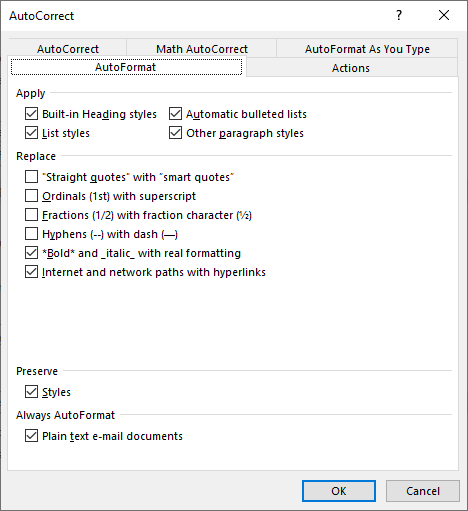 AutoCorrect ?
AutoCorrect Math AutoCorrect AutoFormat As You Type
AutoFormat Actions
Apply
Built-in Heading styles Automatic bulleted lists
List styles Other paragraph styles
Replace
"Straight quotes" with “smart quotes”
Ordinals (1st) with superscript
Fractions (1/2) with fraction character (½)
Hyphens (--) with dash (—)
*Bold* and _italic_ with real formatting
Internet and network paths with hyperlinks
Preserve
Styles
Always AutoFormat
Plain text e-mail documents
OK Cancel